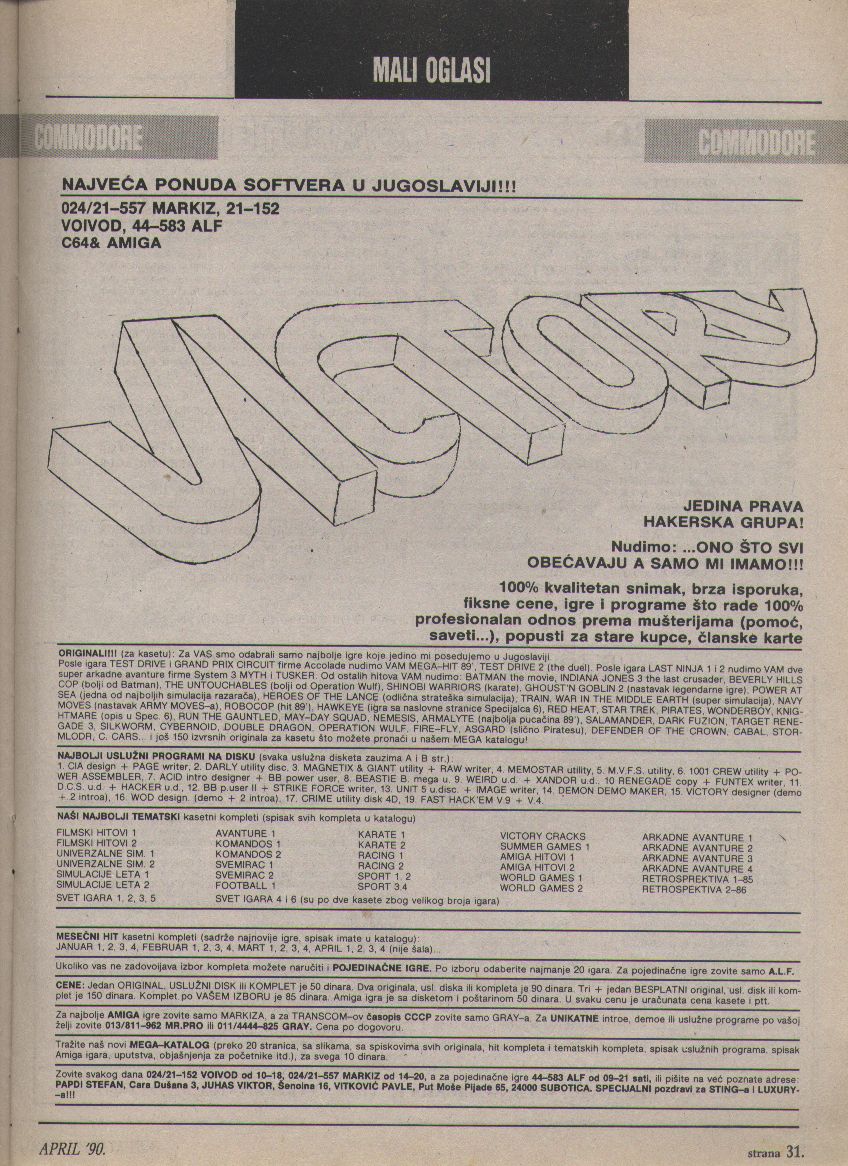 MALI OGLASI
COMMODORE
COMMODORE
NAJVEĆA PONUDA SOFTVERA U JUGOSLAVIJI!!!
024/21–557 MARKIZ, 21–152
VOIVOD, 44–583 ALF
C64& AMIGA
VICTORY
JEDINA PRAVA
HAKERSKA GRUPA!
Nudimo: ...ONO ŠTO SVI
OBEĆAVAJU A SAMO MI IMAMO!!!
100% kvalitetan snimak, brza isporuka,
fiksne cene, igre i programe što rade 100%
profesionalan odnos prema mušterijama (pomoć,
saveti...), popusti za stare kupce, članske karte
ORIGINALI!!! (za kasetu): Za VAS smo odabrali samo najbolje igre koje jedino mi posedujemo u Jugoslaviji.
Posle igara TEST DRIVE i GRAND PRIX CIRCUIT firme Accolade nudimo VAM MEGA–HIT 89', TEST DRIVE 2 (the duel). Posle igara LAST NINJA 1 i 2 nudimo VAM dve
super arkadne avanture firme System 3 MYTH i TUSKER. Od ostalih hitova VAM nudimo: BATMAN the movie, INDIANA JONES 3 the last crusader, BEVERLY HILLS
COP (bolji od Batman), THE UNTOUCHABLES (bolji od Operation Wulf), SHINOBI WARRIORS (karate), GHOUST'N GOBLIN 2 (nastavak legendarne igre), POWER AT
SEA (jedna od najboljih simulacija razarača), HEROES OF THE LANCE (odlična strateška simulacija), TRAIN, WAR IN THE MIDDLE EARTH (super simulacija), NAVY
MOVES (nastavak ARMY MOVES–a), ROBOCOP (hit 89'), HAWKEYE (igra sa naslovne stranice Specijalca 6), RED HEAT, STAR TREK, PIRATES, WONDERBOY, KNIG-
HTMARE (opis u Spec. 6), RUN THE GAUNTLED, MAY–DAY SQUAD, NEMESIS, ARMALYTE (najbolja pucačina 89'), SALAMANDER, DARK FUZION, TARGET RENE-
GADE 3, SILKWORM, CYBERNOID, DOUBLE DRAGON, OPERATION WULF, FIRE–FLY, ASGARD (slično Piratesu), DEFENDER OF THE CROWN, CABAL, STOR-
MLODR, C. CARS... i još 150 izvrsnih originala za kasetu što možete pronaći u našem MEGA katalogu!
NAJBOLJI USLUŽNI PROGRAMI NA DISKU (svaka uslužna disketa zauzima A i B str.)
1. CIA design + PAGE writer, 2. DARLY utility disc, 3. MAGNETIX & GIANT utility + RAW writer, 4. MEMOSTAR utility, 5. M.V.F.S. utility, 6. 1001 CREW utility + PO-
WER ASSEMBLER, 7. ACID intro designer + BB power user, 8. BEASTIE B. mega u. 9. WEIRD u.d. + XANDOR u.d.. 10 RENEGADE copy + FUNTEX writer, 11.
D.C.S. u.d. + HACKER u.d., 12. BB p.user II + STRIKE FORCE writer, 13. UNIT 5 u.disc. + IMAGE writer, 14. DEMON DEMO MAKER, 15. VICTORY designer (demo
+ 2 introa), 16. WOD design. (demo + 2 introa), 17. CRIME utility disk 4D, 19. FAST HACK'EM V.9 + V.4.
NAŠI NAJBOLJI TEMATSKI kasetni kompleti (spisak svih kompleta u katalogu)
FILMSKI HITOVI 1 AVANTURE 1 KARATE 1 VICTORY CRACKS ARKADNE AVANTURE 1
FILMSKI HITOVI 2 KOMANDOS 1 KARATE 2 SUMMER GAMES 1 ARKADNE AVANTURE 2
UNIVERZALNE SIM. 1 KOMANDOS 2 RACING 1 AMIGA HITOVI 1 ARKADNE AVANTURE 3
UNIVERZALNE SIM. 2 SVEMIRAC 1 RACING 2 AMIGA HITOVI 2 ARKADNE AVANTURE 4
SIMULACIJE LETA 1 SVEMIRAC 2 SPORT 1, 2 WORLD GAMES 1 RETROSPREKTIVA 1–85
SIMULACIJE LETA 2 FOOTBALL 1 SPORT 3.4 WORLD GAMES 2 RETROSPEKTIVA 2–86
SVET IGARA 1, 2, 3, 5 SVET IGARA 4 i 6 (su po dve kasete zbog velikog broja igara)
MESEČNI HIT kasetni kompleti (sadrže najnovije igre, spisak imate u katalogu):
JANUAR 1, 2, 3, 4, FEBRUAR 1, 2, 3, 4, MART 1, 2, 3, 4, APRIL 1, 2, 3, 4 (nije šala)...
Ukoliko vas ne zadovoljava izbor kompleta možete naručiti i POJEDINAČNE IGRE. Po izboru odaberite najmanje 20 igara. Za pojedinačne igre zovite samo A.L.F.
CENE: Jedan ORIGINAL, USLUŽNI DISK ili KOMPLET je 50 dinara. Dva originala, usl. diska ili kompleta je 90 dinara. Tri + jedan BESPLATNI original, usl. disk ili kom-
plet je 150 dinara. Komplet po VAŠEM IZBORU je 85 dinara. Amiga igra je sa disketom i poštarinom 50 dinara. U svaku cenu je uračunata cena kasete i ptt.
Za najbolje AMIGA igre zovite samo MARKIZA, a za TRANSCOM–ov časopis CCCP zovite samo GRAY–a. Za UNIKATNE introe, demoe ili uslužne programe po vašoj
želji zovite 013/811–962 MR.PRO ili 011/4444–825 GRAY. Cena po dogovoru.
Tražite naš novi MEGA–KATALOG (preko 20 stranica, sa slikama, sa spiskovima svih originala, hit kompleta i tematskih kompleta, spisak uslužnih programa, spisak
Amiga igara, uputstva, objašnjenja za početnike itd.), za svega 10 dinara.
Zovite svakog dana 024/21–152 VOIVOD od 10–18, 024/21–557 MARKIZ od 14–20, a za pojedinačne igre 44–583 ALF od 09–21 sati, ili pišite na već poznate adrese:
PAPDI STEFAN, Cara Dušana 3, JUHAS VIKTOR, Šenoina 16, VITKOVIĆ PAVLE, Put Moše Pijade 65, 24000 SUBOTICA. SPECIJALNI pozdravi za STING–a i LUXURY-
–a!!!
APRIL '90.
strana 31.